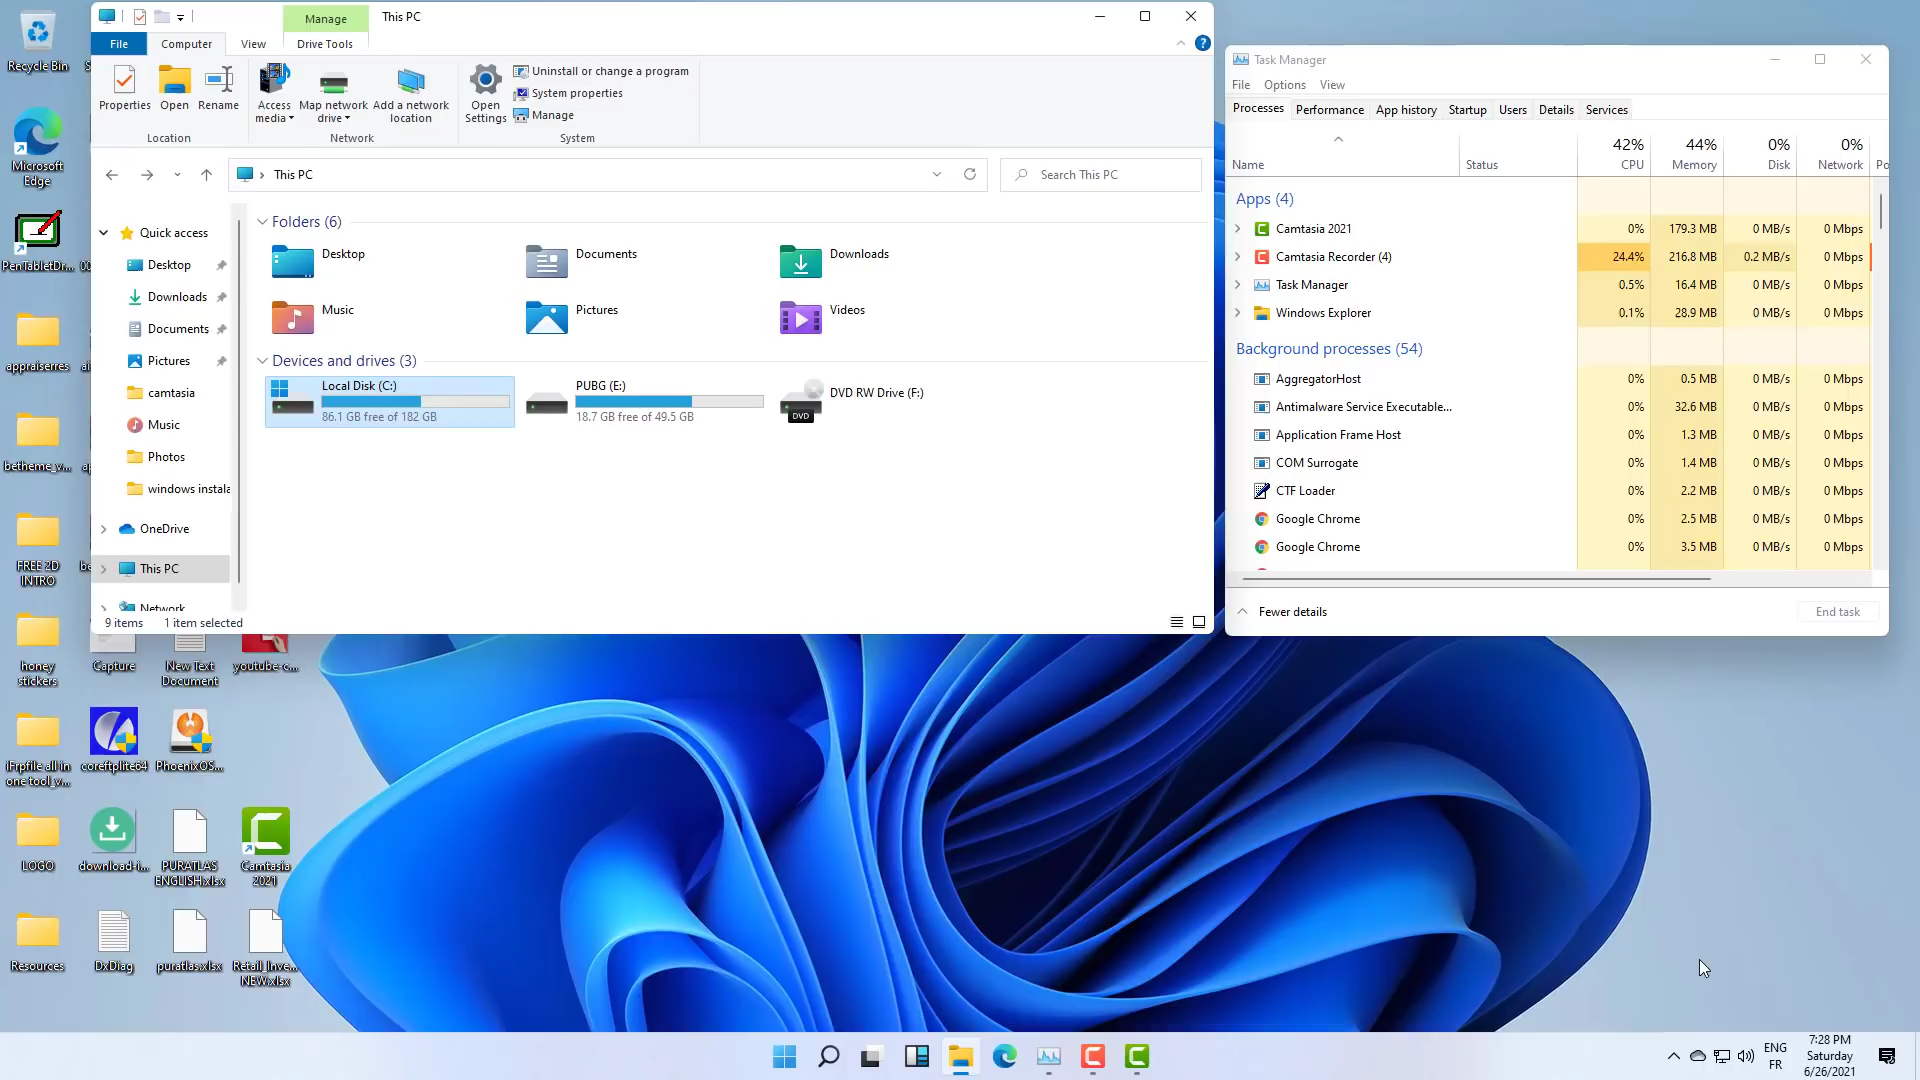 Manage
This PC
File
Computer
View
Drive Tools
Properties
Open
Rename
Access media
Map network drive
Add a network location
Open Settings
Uninstall or change a program
System properties
Manage
Location
Network
System
This PC
Search This PC
Quick access
Desktop
Downloads
Documents
Pictures
camtasia
Music
Photos
windows instala
OneDrive
This PC
Network
Folders (6)
Desktop
Documents
Downloads
Music
Pictures
Videos
Devices and drives (3)
Local Disk (C:)
86.1 GB free of 182 GB
PUBG (E:)
18.7 GB free of 49.5 GB
DVD RW Drive (F:)
DVD
9 items
1 item selected
Task Manager
File Options View
Processes Performance App history Startup Users Details Services
42% 44% 0% 0%
Name Status CPU Memory Disk Network Po
Apps (4)
Camtasia 2021 0% 179.3 MB 0 MB/s 0 Mbps
Camtasia Recorder (4) 24.4% 216.8 MB 0.2 MB/s 0 Mbps
Task Manager 0.5% 16.4 MB 0 MB/s 0 Mbps
Windows Explorer 0.1% 28.9 MB 0 MB/s 0 Mbps
Background processes (54)
AggregatorHost 0% 0.5 MB 0 MB/s 0 Mbps
Antimalware Service Executable... 0% 32.6 MB 0 MB/s 0 Mbps
Application Frame Host 0% 1.3 MB 0 MB/s 0 Mbps
COM Surrogate 0% 1.4 MB 0 MB/s 0 Mbps
CTF Loader 0% 2.2 MB 0 MB/s 0 Mbps
Google Chrome 0% 2.5 MB 0 MB/s 0 Mbps
Google Chrome 0% 3.5 MB 0 MB/s 0 Mbps
Fewer details
End task
Recycle Bin
Microsoft
Edge
PenTabletDr...
appraiserres
betheme_v...
FREE 2D
INTRO
honey
stickers
Capture
New Text
Document
youtube-c...
iFrpfile all in
one tool_v...
coreftplite64
PhoenixOS...
LOGO
download-i...
PURATLAS
ENGLISH.xlsx
Camtasia
2021
Resources
DxDiag
puratlas.xlsx
Retail_Inve...
NEW.xlsx
ENG
FR
7:28 PM
Saturday
6/26/2021